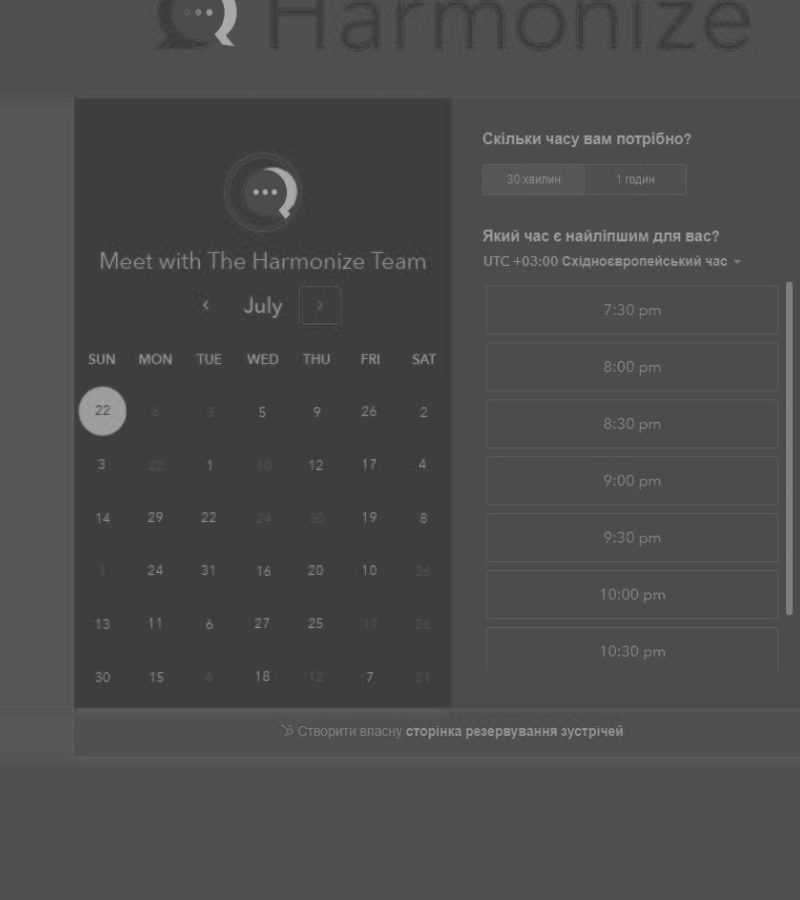 Harmonize
Meet with The Harmonize Team
July
SUN MON TUE WED THU FRI SAT
22 6 3 5 9 26 2
3 22 1 10 12 17 4
14 29 22 24 30 19 8
1 24 31 16 20 10 26
13 11 6 27 25 17 26
30 15 18 12 7 21
Скільки часу вам потрібно?
30 хвилин 1 годин
Який час є найліпшим для вас?
UTC +03:00 Східноєвропейський час
7:30 pm
8:00 pm
8:30 pm
9:00 pm
9:30 pm
10:00 pm
10:30 pm
Створити власну сторінка резервування зустрічей